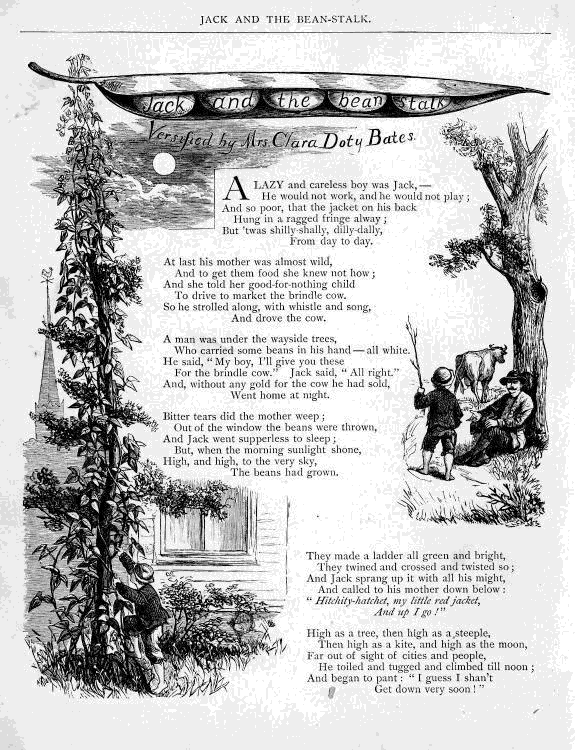 JACK AND THE BEAN-STALK.
Jack and the bean stalk
Versified by Mrs. Clara Doty Bates.
A LAZY and careless boy was Jack,—
He would not work, and he would not play;
And so poor, that the jacket on his back
Hung in a ragged fringe alway;
But 'twas shilly-shally, dilly-dally,
From day to day.
At last his mother was almost wild,
And to get them food she knew not how;
And she told her good-for-nothing child
To drive to market the brindle cow.
So he strolled along, with whistle and song,
And drove the cow.
A man was under the wayside trees,
Who carried some beans in his hand—all white.
He said, "My boy, I'll give you these
For the brindle cow." Jack said, "All right."
And, without any gold for the cow he had sold,
Went home at night.
Bitter tears did the mother weep;
Out of the window the beans were thrown,
And Jack went supperless to sleep;
But, when the morning sunlight shone,
High, and high, to the very sky,
The beans had grown.
They made a ladder all green and bright,
They twined and crossed and twisted so;
And Jack sprang up it with all his might,
And called to his mother down below:
"Hitchity-hatchet, my little red jacket,
And up I go!"
High as a tree, then high as a steeple,
Then high as a kite, and high as the moon,
Far out of sight of cities and people,
He toiled and tugged and climbed till noon;
And began to pant: "I guess I shan't
Get down very soon!"